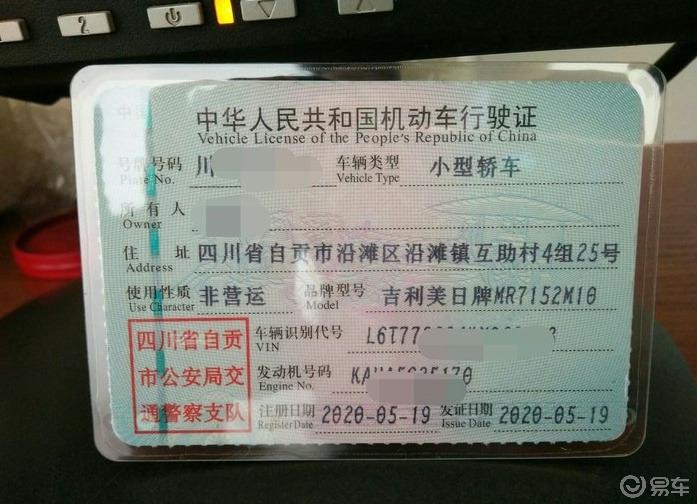 2
中华人民共和国机动车行驶证
Vehicle License of the People's Republic of China
号牌号码 川 车辆类型 小型轿车
Plate No. Vehicle Type
所有人
Owner
住址 四川省自贡市沿滩区沿滩镇互助村4组25号
Address
使用性质 非营运 品牌型号 吉利美日牌MR7152M10
Use Character Model
四川省自贡
市公安局交
通警察支队
车辆识别代号 L6T77
VIN
发动机号码
Engine No.
注册日期 2020-05-19 发证日期 2020-05-19
Register Date Issue Date
易车